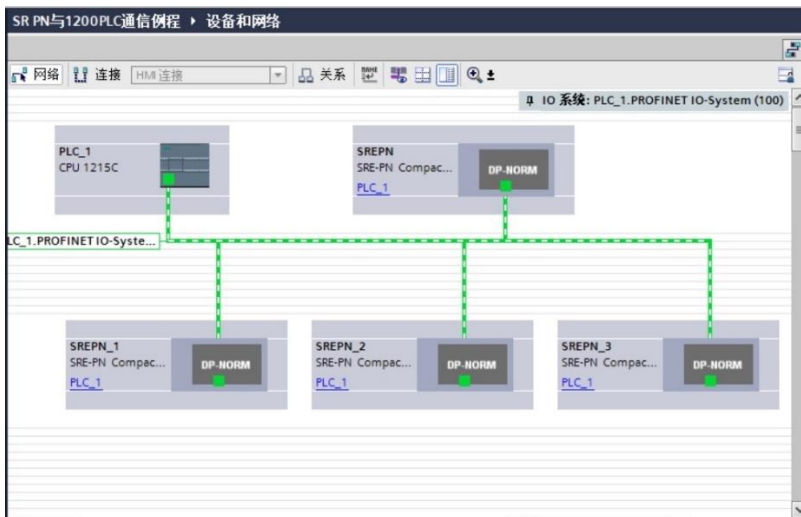 SR PN与1200PLC通信例程 ▸ 设备和网络
网络 连接 HMI 连接 关系
IO 系统: PLC_1.PROFINET IO-System (100)
PLC_1
CPU 1215C
SREPN
SRE-PN Compac...
PLC_1
DP-NORM
LC_1.PROFINET IO-Syste...
SREPN_1
SRE-PN Compac...
PLC_1
DP-NORM
SREPN_2
SRE-PN Compac...
PLC_1
DP-NORM
SREPN_3
SRE-PN Compac...
PLC_1
DP-NORM